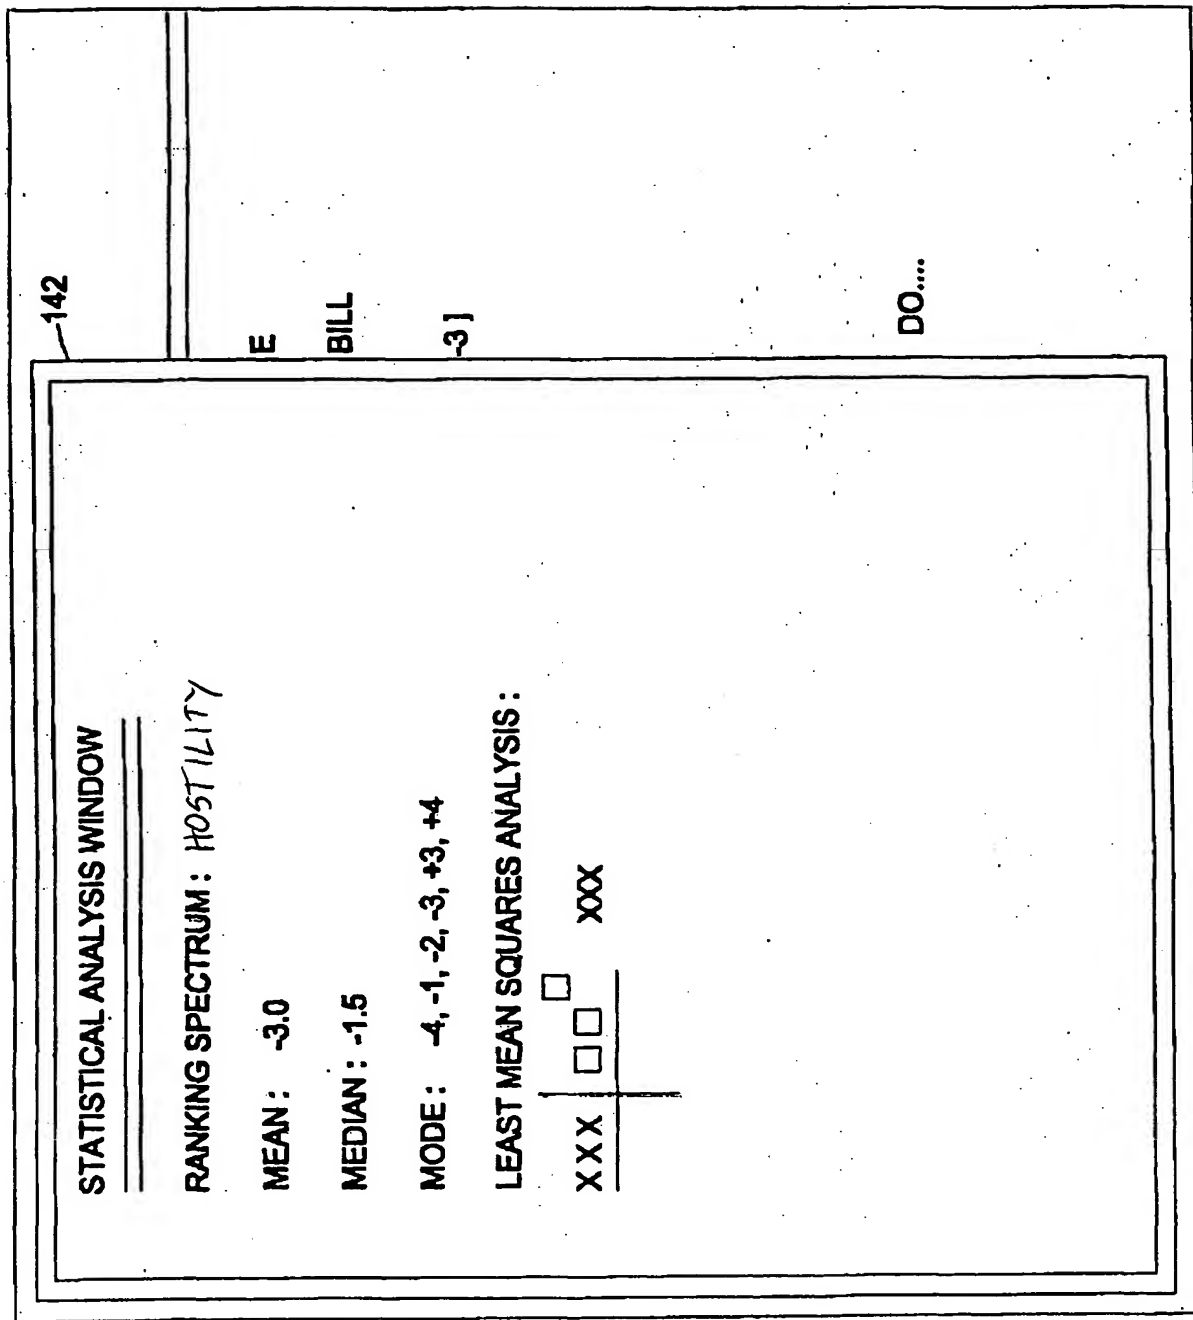 142
STATISTICAL ANALYSIS WINDOW
RANKING SPECTRUM : HOSTILITY
E
MEAN : -3.0
BILL
MEDIAN : -1.5
-3 ]
MODE : -4, -1, -2, -3, +3, +4
LEAST MEAN SQUARES ANALYSIS :
X X X XXX
DO....